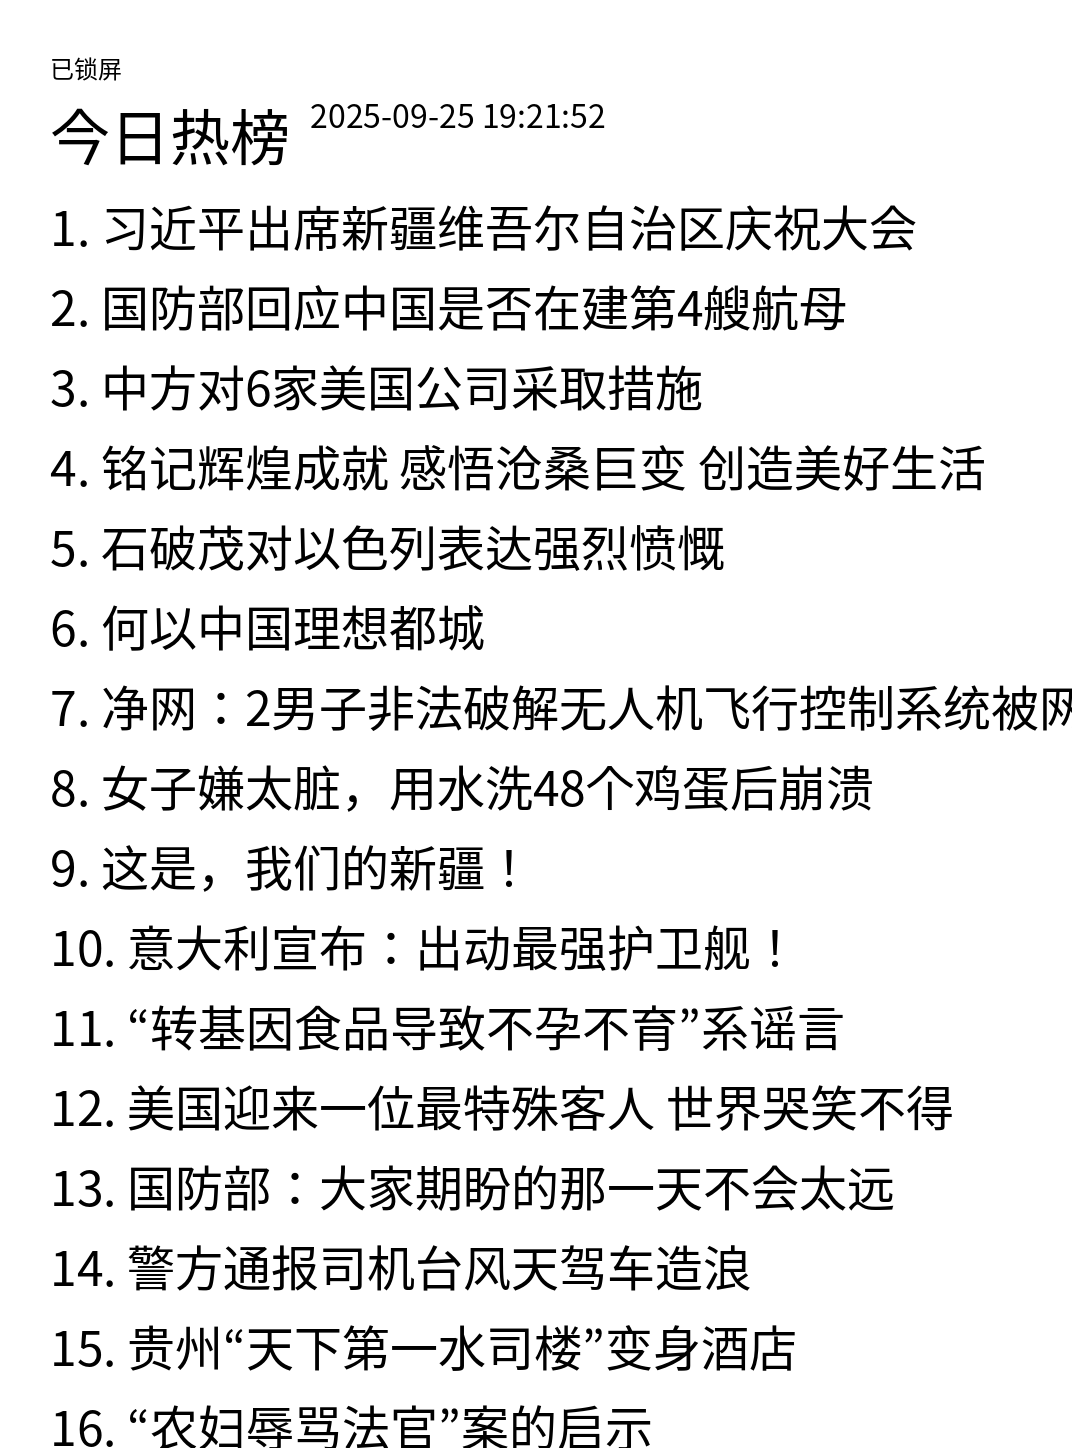 已锁屏
今日热榜 2025-09-25 19:21:52
1. 习近平出席新疆维吾尔自治区庆祝大会
2. 国防部回应中国是否在建第4艘航母
3. 中方对6家美国公司采取措施
4. 铭记辉煌成就 感悟沧桑巨变 创造美好生活
5. 石破茂对以色列表达强烈愤慨
6. 何以中国理想都城
7. 净网：2男子非法破解无人机飞行控制系统被网
8. 女子嫌太脏，用水洗48个鸡蛋后崩溃
9. 这是，我们的新疆！
10. 意大利宣布：出动最强护卫舰！
11. “转基因食品导致不孕不育”系谣言
12. 美国迎来一位最特殊客人 世界哭笑不得
13. 国防部：大家期盼的那一天不会太远
14. 警方通报司机台风天驾车造浪
15. 贵州“天下第一水司楼”变身酒店
16. “农妇辱骂法官”案的启示